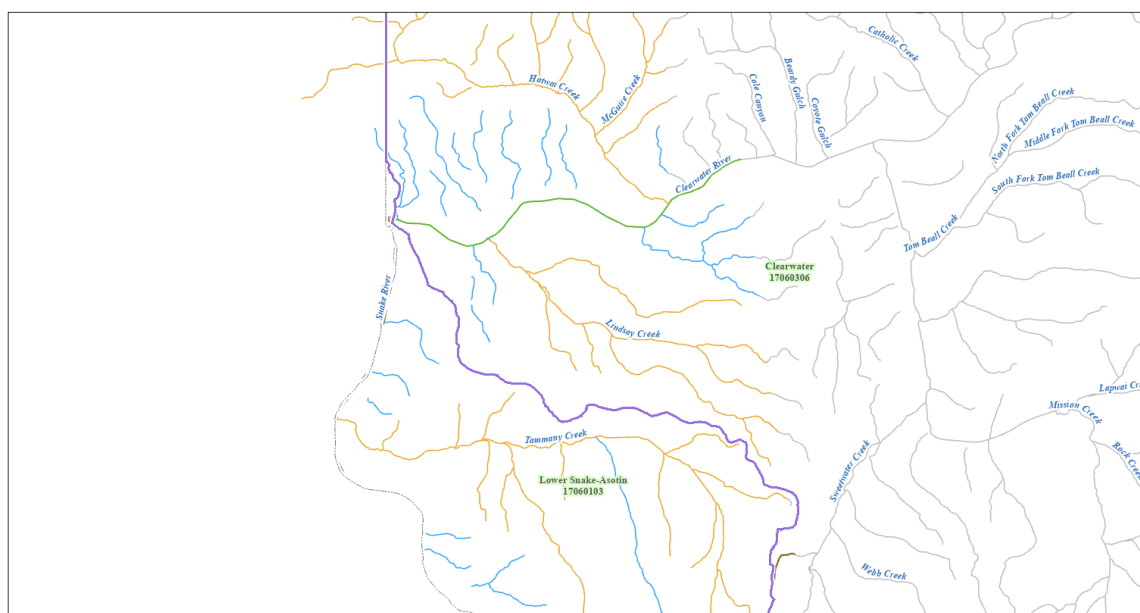 Catholic Creek
Beardy Gulch
Cole Canyon
Hatwai Creek
McGuire Creek
Coyote Gulch
North Fork Tom Beall Creek
Middle Fork Tom Beall Creek
South Fork Tom Beall Creek
Clearwater River
Tom Beall Creek
Clearwater
17060306
Snake River
Lindsay Creek
Lapwai Cr
Mission Creek
Tammany Creek
Rock Creek
Sweetwater Creek
Lower Snake-Asotin
17060103
Webb Creek